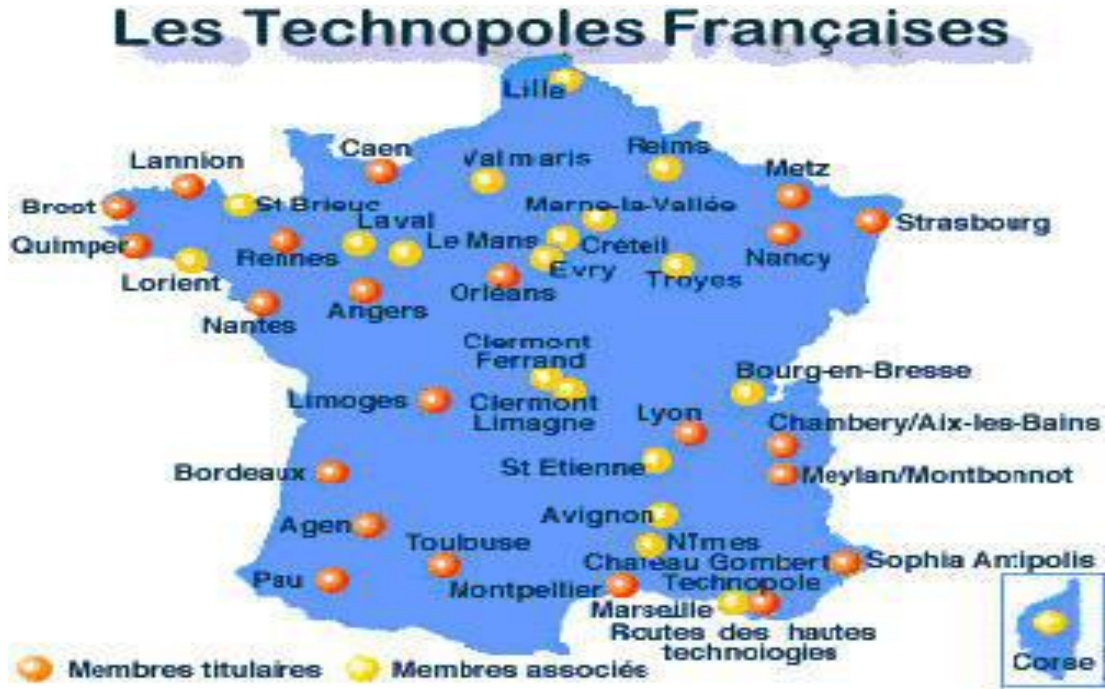 Les Technopoles Françaises
Lille
Caen
Valmaris
Reims
Metz
Lannion
Brest
St Brieuc
Marne-la-Vallée
Strasbourg
Laval
Quimper
Rennes
Le Mans
Créteil
Nancy
Evry
Troyes
Lorient
Orléans
Angers
Nantes
Clermont
Ferrand
Bourg-en-Bresse
Limoges
Clermont
Limagne
Lyon
Chambery/Aix-les-Bains
St Etienne
Bordeaux
Meylan/Montbonnot
Avignon
Agen
Toulouse
Nîmes
Chateau Gombert
Sophia Antipolis
Pau
Montpellier
Technopole
Marseille
Routes des hautes
technologies
Corse
Membres titulaires
Membres associés